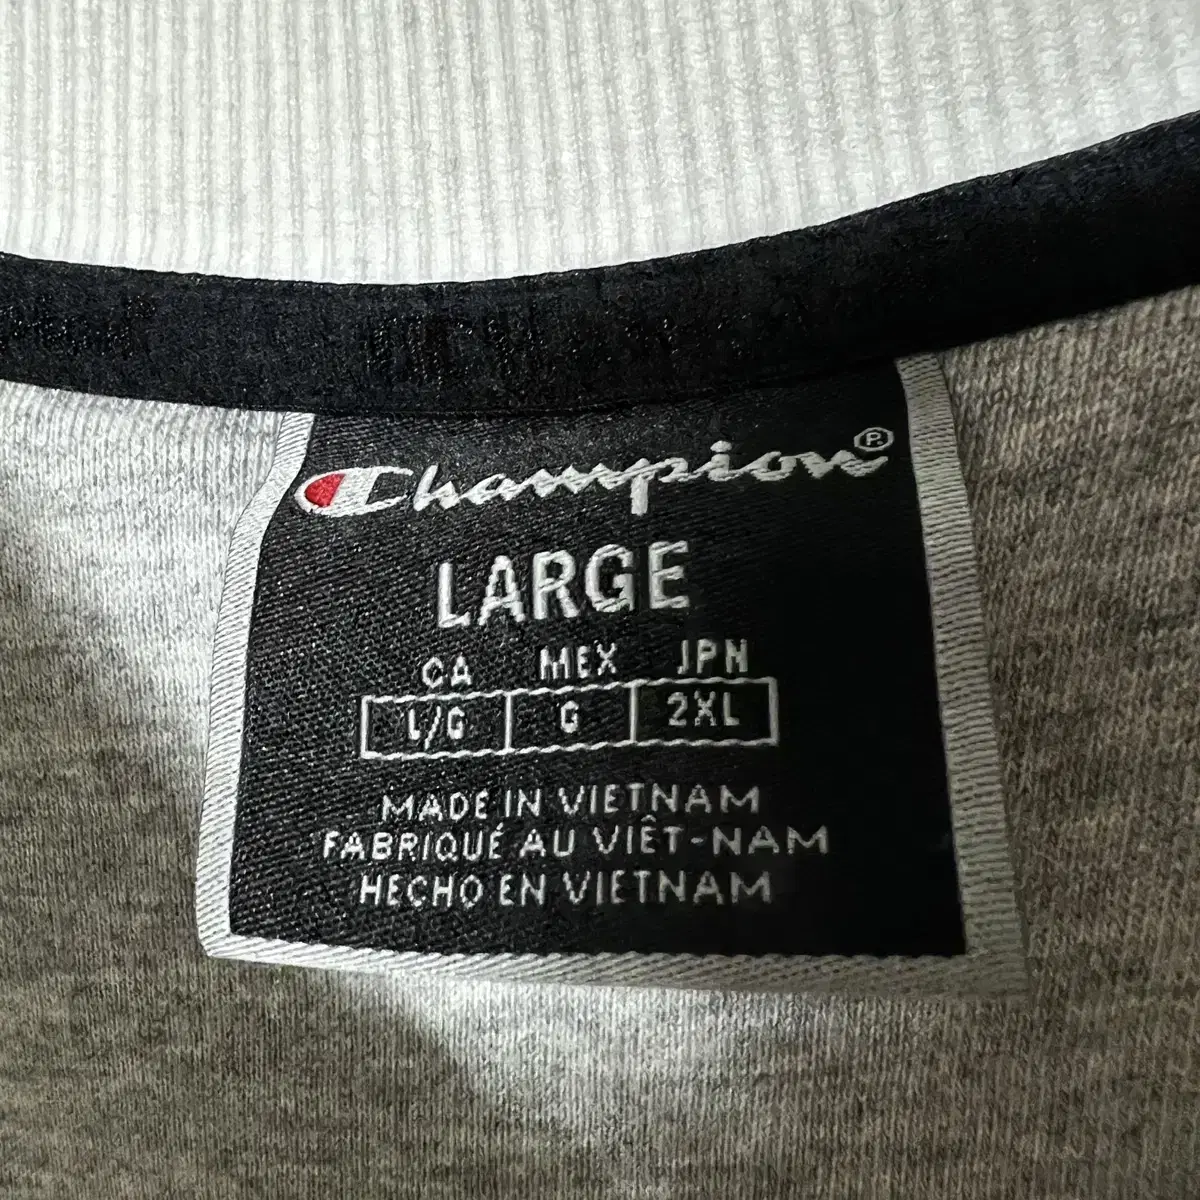 Champion
LARGE
CA MEX JPN
L/G G 2XL
MADE IN VIETNAM
FABRIQUÉ AU VIÊT-NAM
HECHO EN VIETNAM